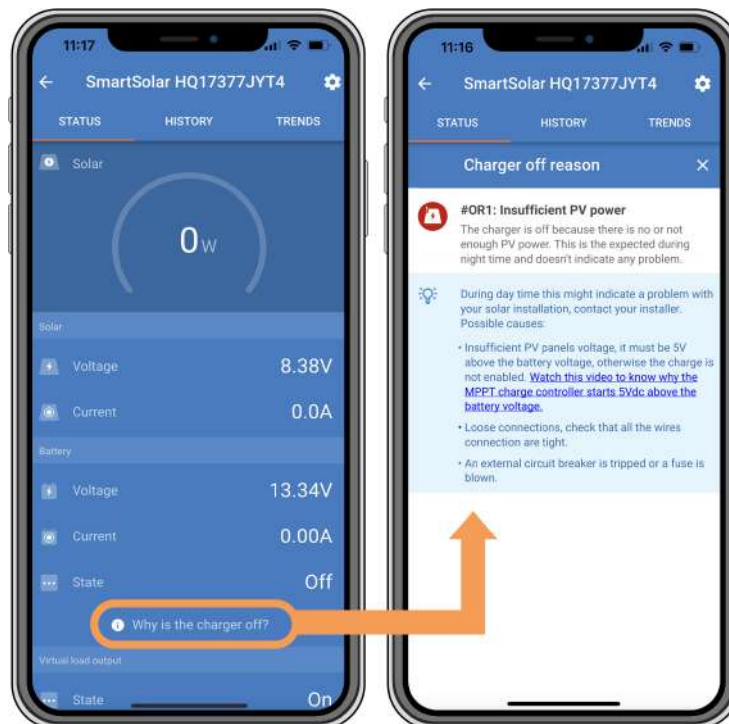 11:17
SmartSolar HQ17377JYT4
STATUS HISTORY TRENDS
Solar
0W
Solar
Voltage 8.38V
Current 0.0A
Battery
Voltage 13.34V
Current 0.00A
State Off
Why is the charger off?
Virtual load output
State On
11:16
SmartSolar HQ17377JYT4
STATUS HISTORY TRENDS
Charger off reason
#OR1: Insufficient PV power
The charger is off because there is no or not
enough PV power. This is the expected during
night time and doesn't indicate any problem.
During day time this might indicate a problem with
your solar installation, contact your installer.
Possible causes:
• Insufficient PV panels voltage, it must be 5V
above the battery voltage, otherwise the charge is
not enabled. Watch this video to know why the
MPPT charge controller starts 5Vdc above the
battery voltage.
• Loose connections, check that all the wires
connection are tight.
• An external circuit breaker is tripped or a fuse is
blown.